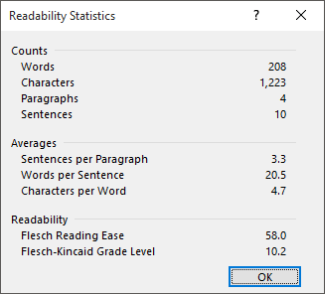 Readability Statistics ? ×
Counts
Words 208
Characters 1,223
Paragraphs 4
Sentences 10
Averages
Sentences per Paragraph 3.3
Words per Sentence 20.5
Characters per Word 4.7
Readability
Flesch Reading Ease 58.0
Flesch-Kincaid Grade Level 10.2
OK